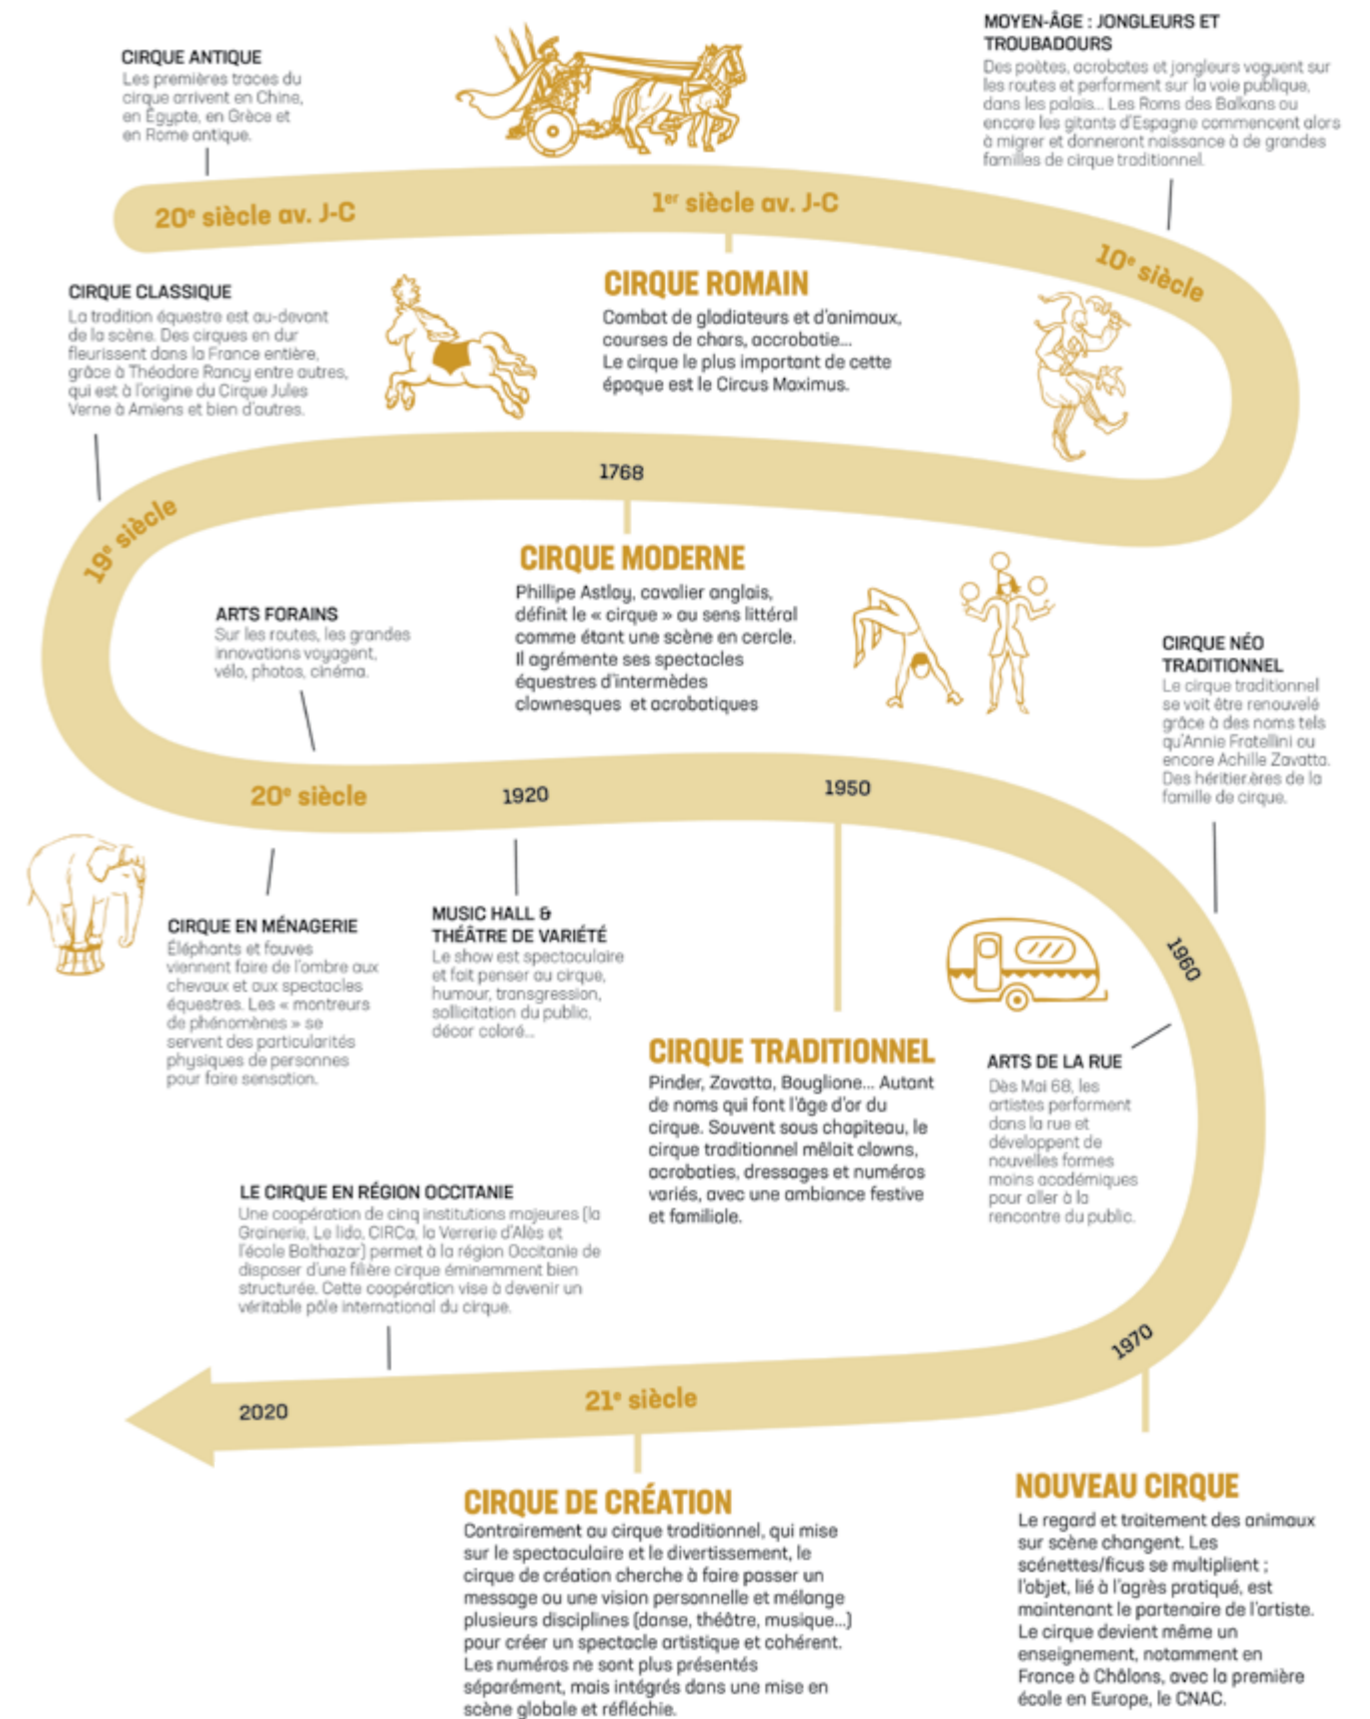 CIRQUE ANTIQUE
Les premières traces du
cirque arrivent en Chine,
en Égypte, en Grèce et
en Rome antique.
MOYEN-ÂGE : JONGLEURS ET
TROUBADOURS
Des poètes, acrobates et jongleurs voguent sur
les routes et performent sur la voie publique,
dans les palais... Les Roms des Balkans ou
encore les gitants d'Espagne commencent alors
à migrer et donneront naissance à de grandes
familles de cirque traditionnel.
20e siècle av. J-C
1er siècle av. J-C
10e siècle
CIRQUE ROMAIN
Combat de gladiateurs et d'animaux,
courses de chars, accrobatie...
Le cirque le plus important de cette
époque est le Circus Maximus.
CIRQUE CLASSIQUE
La tradition équestre est au-devant
de la scène. Des cirques en dur
fleurissent dans la France entière,
grâce à Théodore Rancy entre autres,
qui est à l'origine du Cirque Jules
Verne à Amiens et bien d'autres.
1768
19e siècle
CIRQUE MODERNE
Phillipe Astlay, cavalier anglais,
définit le « cirque » au sens littéral
comme étant une scène en cercle.
Il agrémente ses spectacles
équestres d'intermèdes
clownesques et acrobatiques
ARTS FORAINS
Sur les routes, les grandes
innovations voyagent,
vélo, photos, cinéma.
CIRQUE NÉO
TRADITIONNEL
Le cirque traditionnel
se voit être renouvelé
grâce à des noms tels
qu'Annie Fratellini ou
encore Achille Zavatta.
Des héritier.ères de la
famille de cirque.
20e siècle
1920
1950
1960
CIRQUE EN MÉNAGERIE
Éléphants et fauves
viennent faire de l'ombre aux
chevaux et aux spectacles
équestres. Les « montreurs
de phénomènes » se
servent des particularités
physiques de personnes
pour faire sensation.
MUSIC HALL &
THÉÂTRE DE VARIÉTÉ
Le show est spectaculaire
et fait penser au cirque,
humour, transgression,
sollicitation du public,
décor coloré...
CIRQUE TRADITIONNEL
Pinder, Zavatta, Bouglione... Autant
de noms qui font l'âge d'or du
cirque. Souvent sous chapiteau, le
cirque traditionnel mêlait clowns,
acrobaties, dressages et numéros
variés, avec une ambiance festive
et familiale.
ARTS DE LA RUE
Dès Mai 68, les
artistes performent
dans la rue et
développent de
nouvelles formes
moins académiques
pour aller à la
rencontre du public.
LE CIRQUE EN RÉGION OCCITANIE
Une coopération de cinq institutions majeures (la
Grainerie, Le lido, CIRCa, la Verrerie d'Alès et
l'école Balthazar) permet à la région Occitanie de
disposer d'une filière cirque éminemment bien
structurée. Cette coopération vise à devenir un
véritable pôle international du cirque.
1970
21e siècle
2020
CIRQUE DE CRÉATION
Contrairement au cirque traditionnel, qui mise
sur le spectaculaire et le divertissement, le
cirque de création cherche à faire passer un
message ou une vision personnelle et mélange
plusieurs disciplines (danse, théâtre, musique...)
pour créer un spectacle artistique et cohérent.
Les numéros ne sont plus présentés
séparément, mais intégrés dans une mise en
scène globale et réfléchie.
NOUVEAU CIRQUE
Le regard et traitement des animaux
sur scène changent. Les
scénettes/ficus se multiplient ;
l'objet, lié à l'agrès pratiqué, est
maintenant le partenaire de l'artiste.
Le cirque devient même un
enseignement, notamment en
France à Châlons, avec la première
école en Europe, le CNAC.